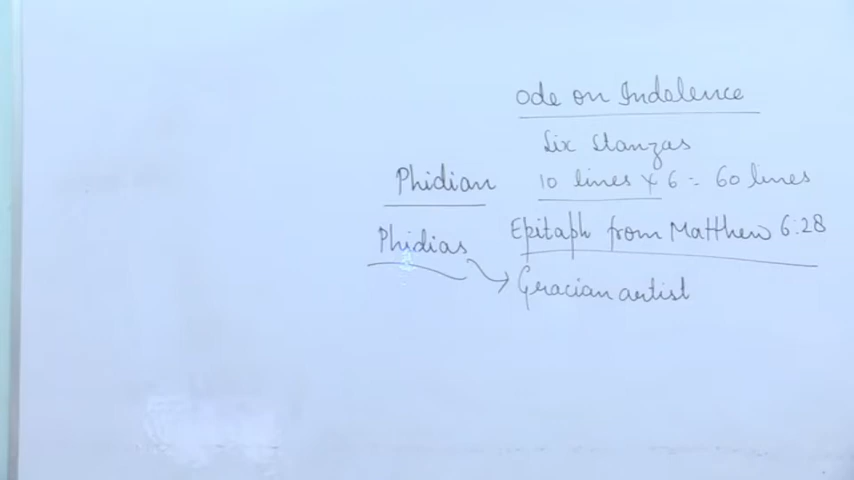 Ode on Indolence
Six Stanzas
Phidian
10 lines x 6 = 60 lines
Phidias
Epitaph from Matthew 6:28
Gracian artist